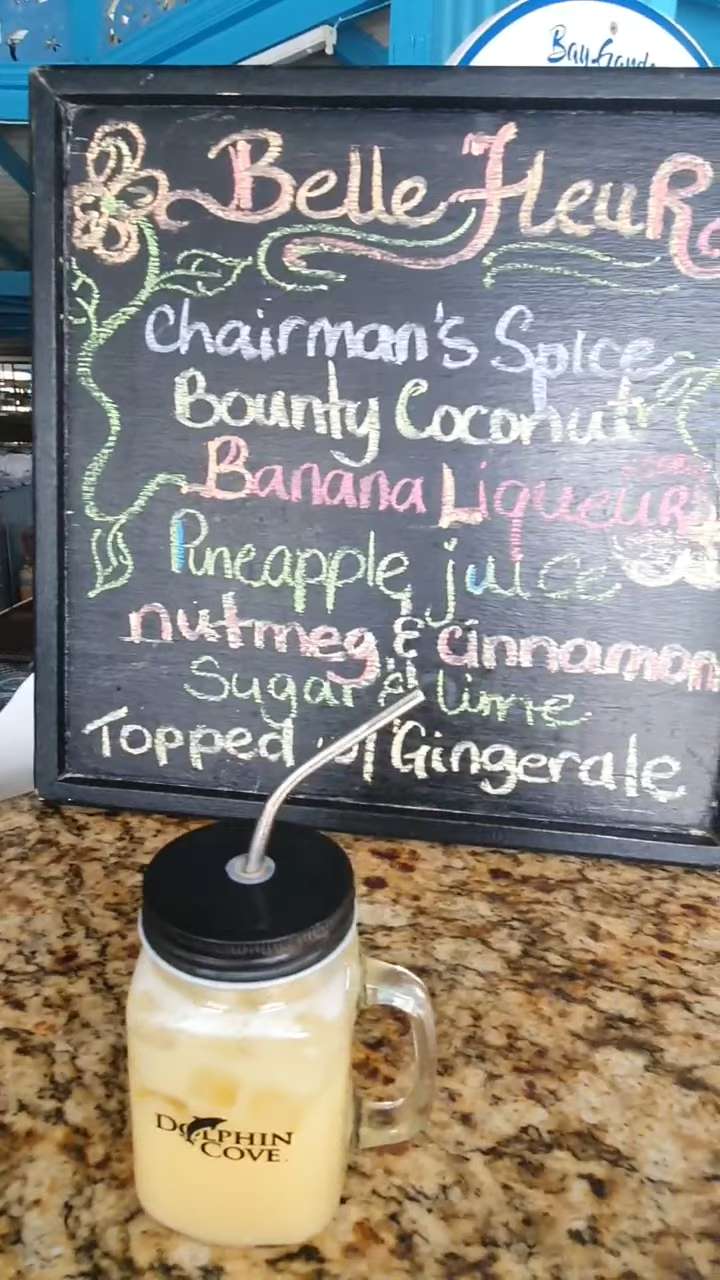 Belle Fleur
Chairman's Spice
Bounty Coconut
Banana Liqueur
Pineapple juice
nutmeg & cinnamon
Sugar & lime
Topped w/ Gingerale
DOLPHIN
COVE